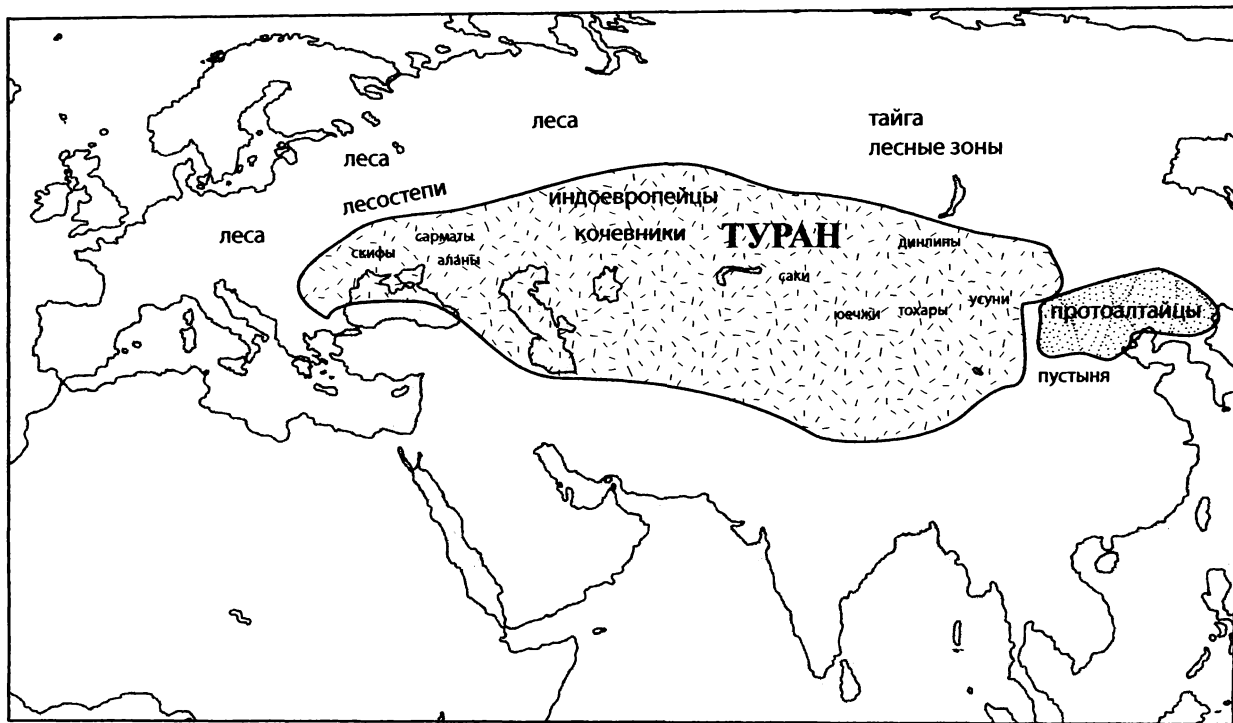 леса
тайга
лесные зоны
леса
лесостепи
индоевропейцы
леса
кочевники
ТУРАН
скифы
сарматы
аланы
динлины
саки
юечжи
тохары
усуни
протоалтайцы
пустыня